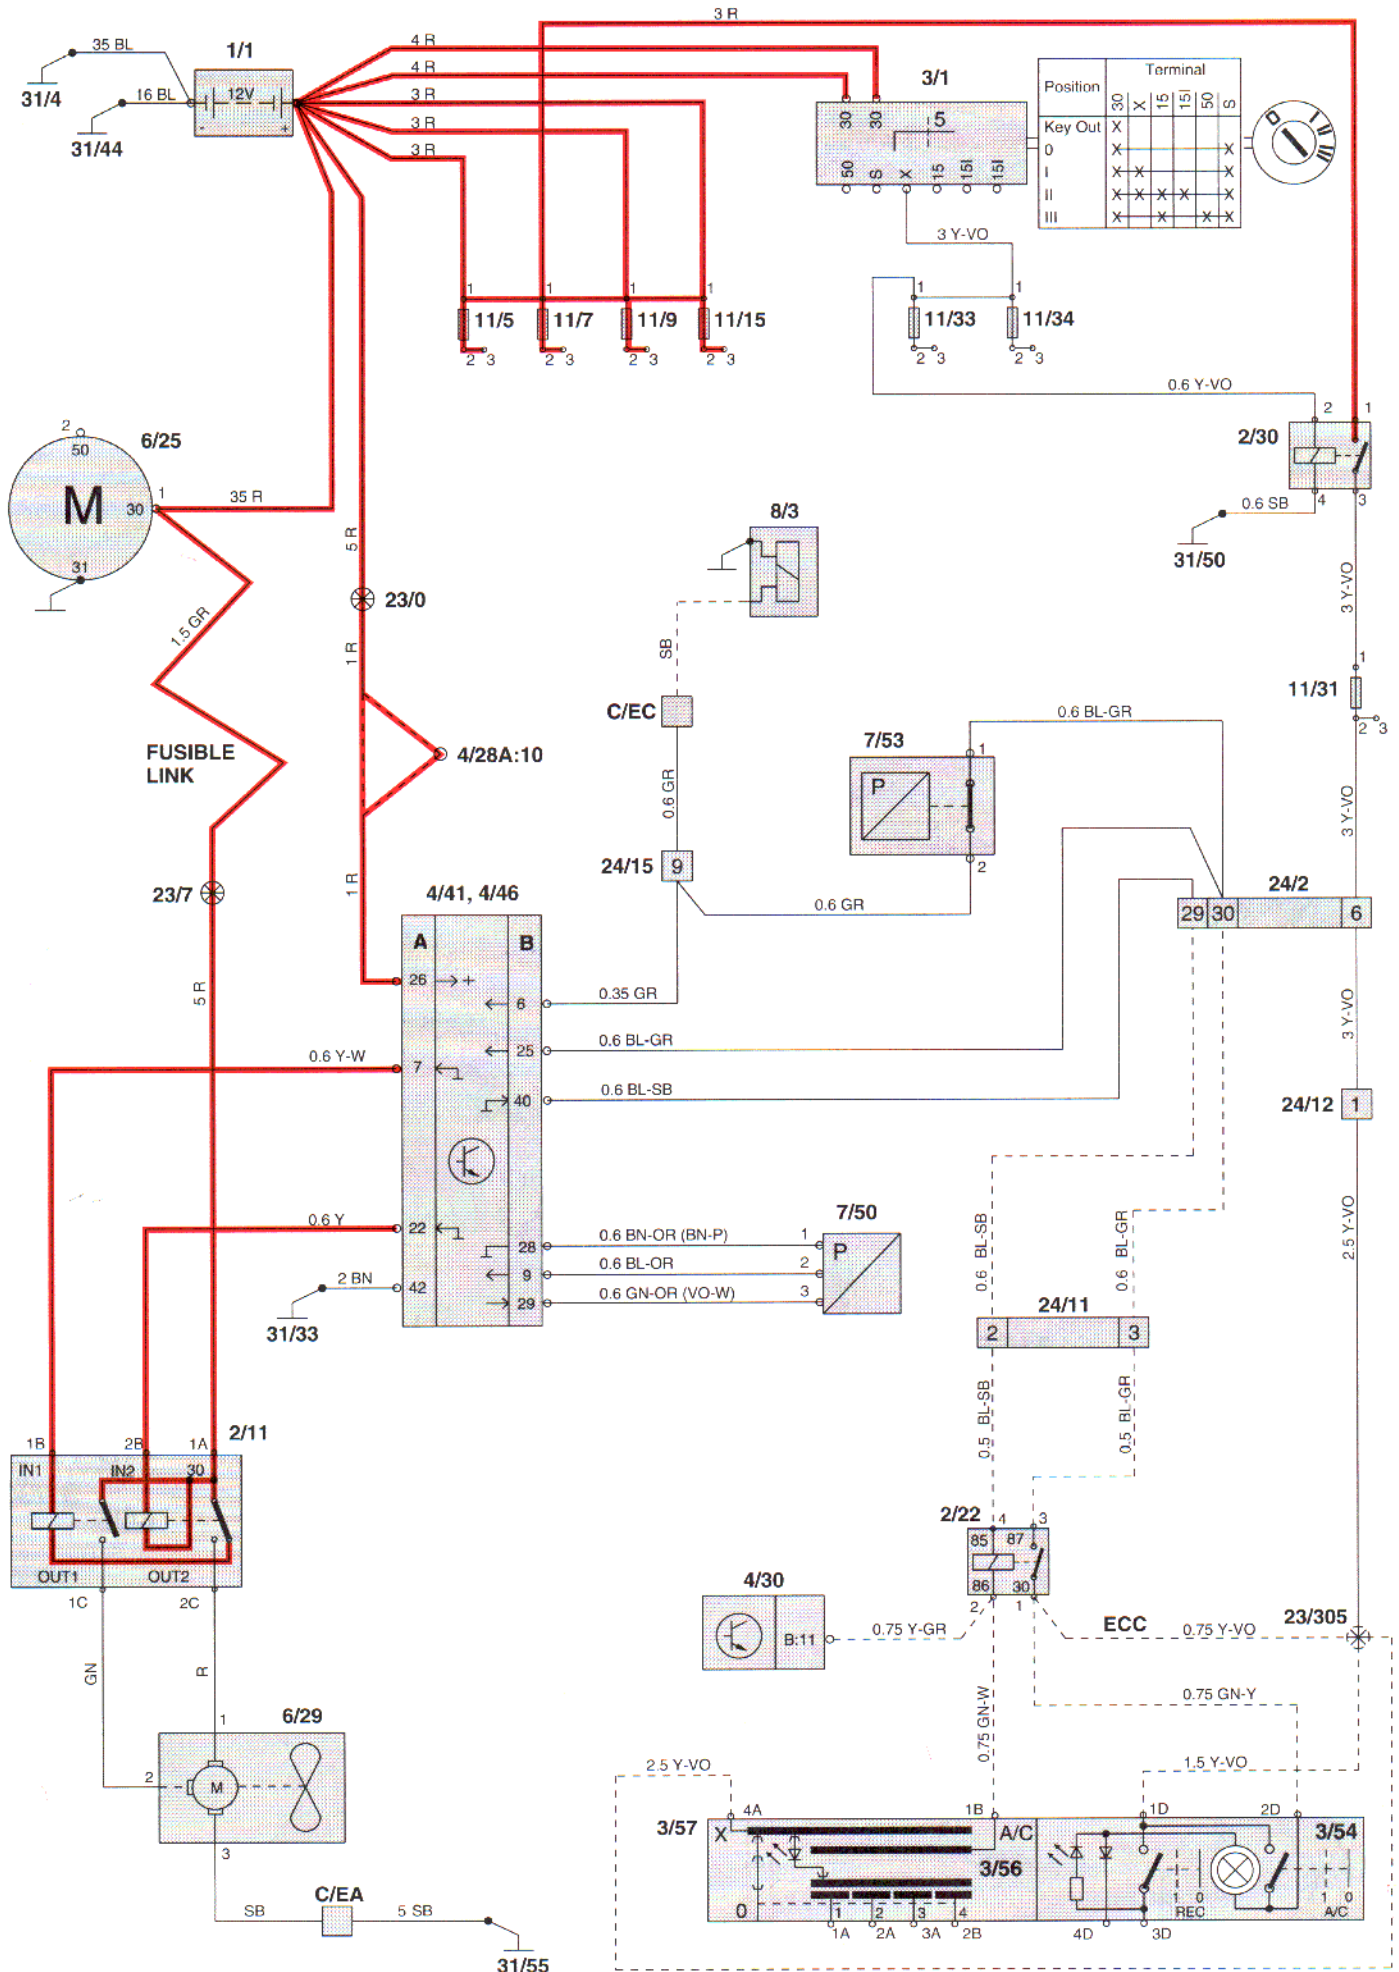 3 R
35 BL
1/1
4 R
4 R
3/1
Position
Terminal
30 X 15 15I 50 S
Key Out X
0 X X
I X X X
II X X X X X
III X X X X
0 I II III
31/4
16 BL
12V
- +
3 R
3 R
3 R
31/44
30 30 5
50 S X 15 15I 15I
3 Y-VO
1 1 1 1
11/5 11/7 11/9 11/15
2 3 2 3 2 3 2 3
1 1
11/33 11/34
2 3 2 3
0.6 Y-VO
2 1
2/30
4 3
0.6 SB
31/50
2
50
6/25
M
1
30
35 R
31
5 R
8/3
23/0
1.5 GR
1 R
SB
3 Y-VO
1
11/31
2 3
C/EC
0.6 BL-GR
7/53
1
P
2
FUSIBLE
LINK
4/28A:10
0.6 GR
3 Y-VO
24/15 9
23/7
1 R
4/41, 4/46
0.6 GR
24/2
29 30 6
A B
26 +
5 R
6 0.35 GR
3 Y-VO
25 0.6 BL-GR
0.6 Y-W 7
40 0.6 BL-SB
24/12 1
0.6 Y 22
7/50
28 0.6 BN-OR (BN-P) 1
P
9 0.6 BL-OR 2
2 BN 42
29 0.6 GN-OR (VO-W) 3
31/33
0.6 BL-SB
0.6 BL-GR
2.5 Y-VO
24/11
2 3
0.5 BL-SB
0.5 BL-GR
2/11
1B 2B 1A
IN1 IN2 30
OUT1 OUT2
1C 2C
2/22
4 3
85 87
86 30
2 1
4/30
B:11
0.75 Y-GR
ECC
0.75 Y-VO
23/305
GN
R
0.75 GN-W
0.75 GN-Y
6/29
1
2
M
3
2.5 Y-VO
1.5 Y-VO
4A 1B 1D 2D
3/57
X A/C
3/56
3/54
0
1 2 3 4
1 0
REC
1 0
A/C
1A 2A 3A 2B 4D 3D
C/EA
SB
5 SB
31/55